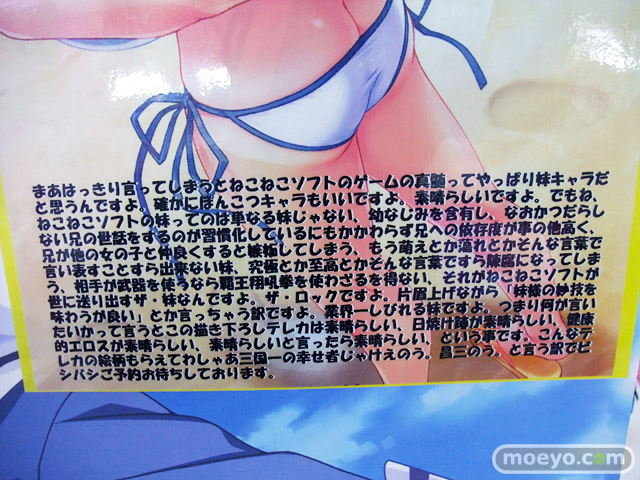 まあはっきり言ってしまうとねこねこソフトのゲームの真髄ってやっぱり妹キャラだ
と思うんですよ。確かにぽんこつキャラもいいですよ。素晴らしいですよ。でもね、
ねこねこソフトの妹ってのは単なる妹じゃない、幼なじみを含有し、なおかつだらし
ない兄の世話をするのが習慣化しているにもかかわらず兄への依存度が事の他高く、
兄が他の女の子と仲良くすると嫉妬してしまう、もう萌えとか蕩れとかそんな言葉で
言い表すことすら出来ない妹、究極とか至高とかそんな言葉ですら陳腐になってしま
う、相手が武器を使うなら覇王翔吼拳を使わざるを得ない、それがねこねこソフトが
世に送り出すザ・妹なんですよ。ザ・ロックですよ。片眉上げながら「妹様の妙技を
味わうが良い」とか言っちゃう訳ですよ。業界一しびれる妹ですよ。つまり何が言い
たいかって言うとこの描き下ろしテレカは素晴らしい、日焼け跡が素晴らしい、健康
的エロスが素晴らしい、素晴らしいと言ったら素晴らしい、という事です。こんなテ
レカの絵柄もらえてわしゃあ三国一の幸せ者じゃけえのう。昌三のう。と言う訳でビ
シバシご予約お待ちしております。
moeyo.com